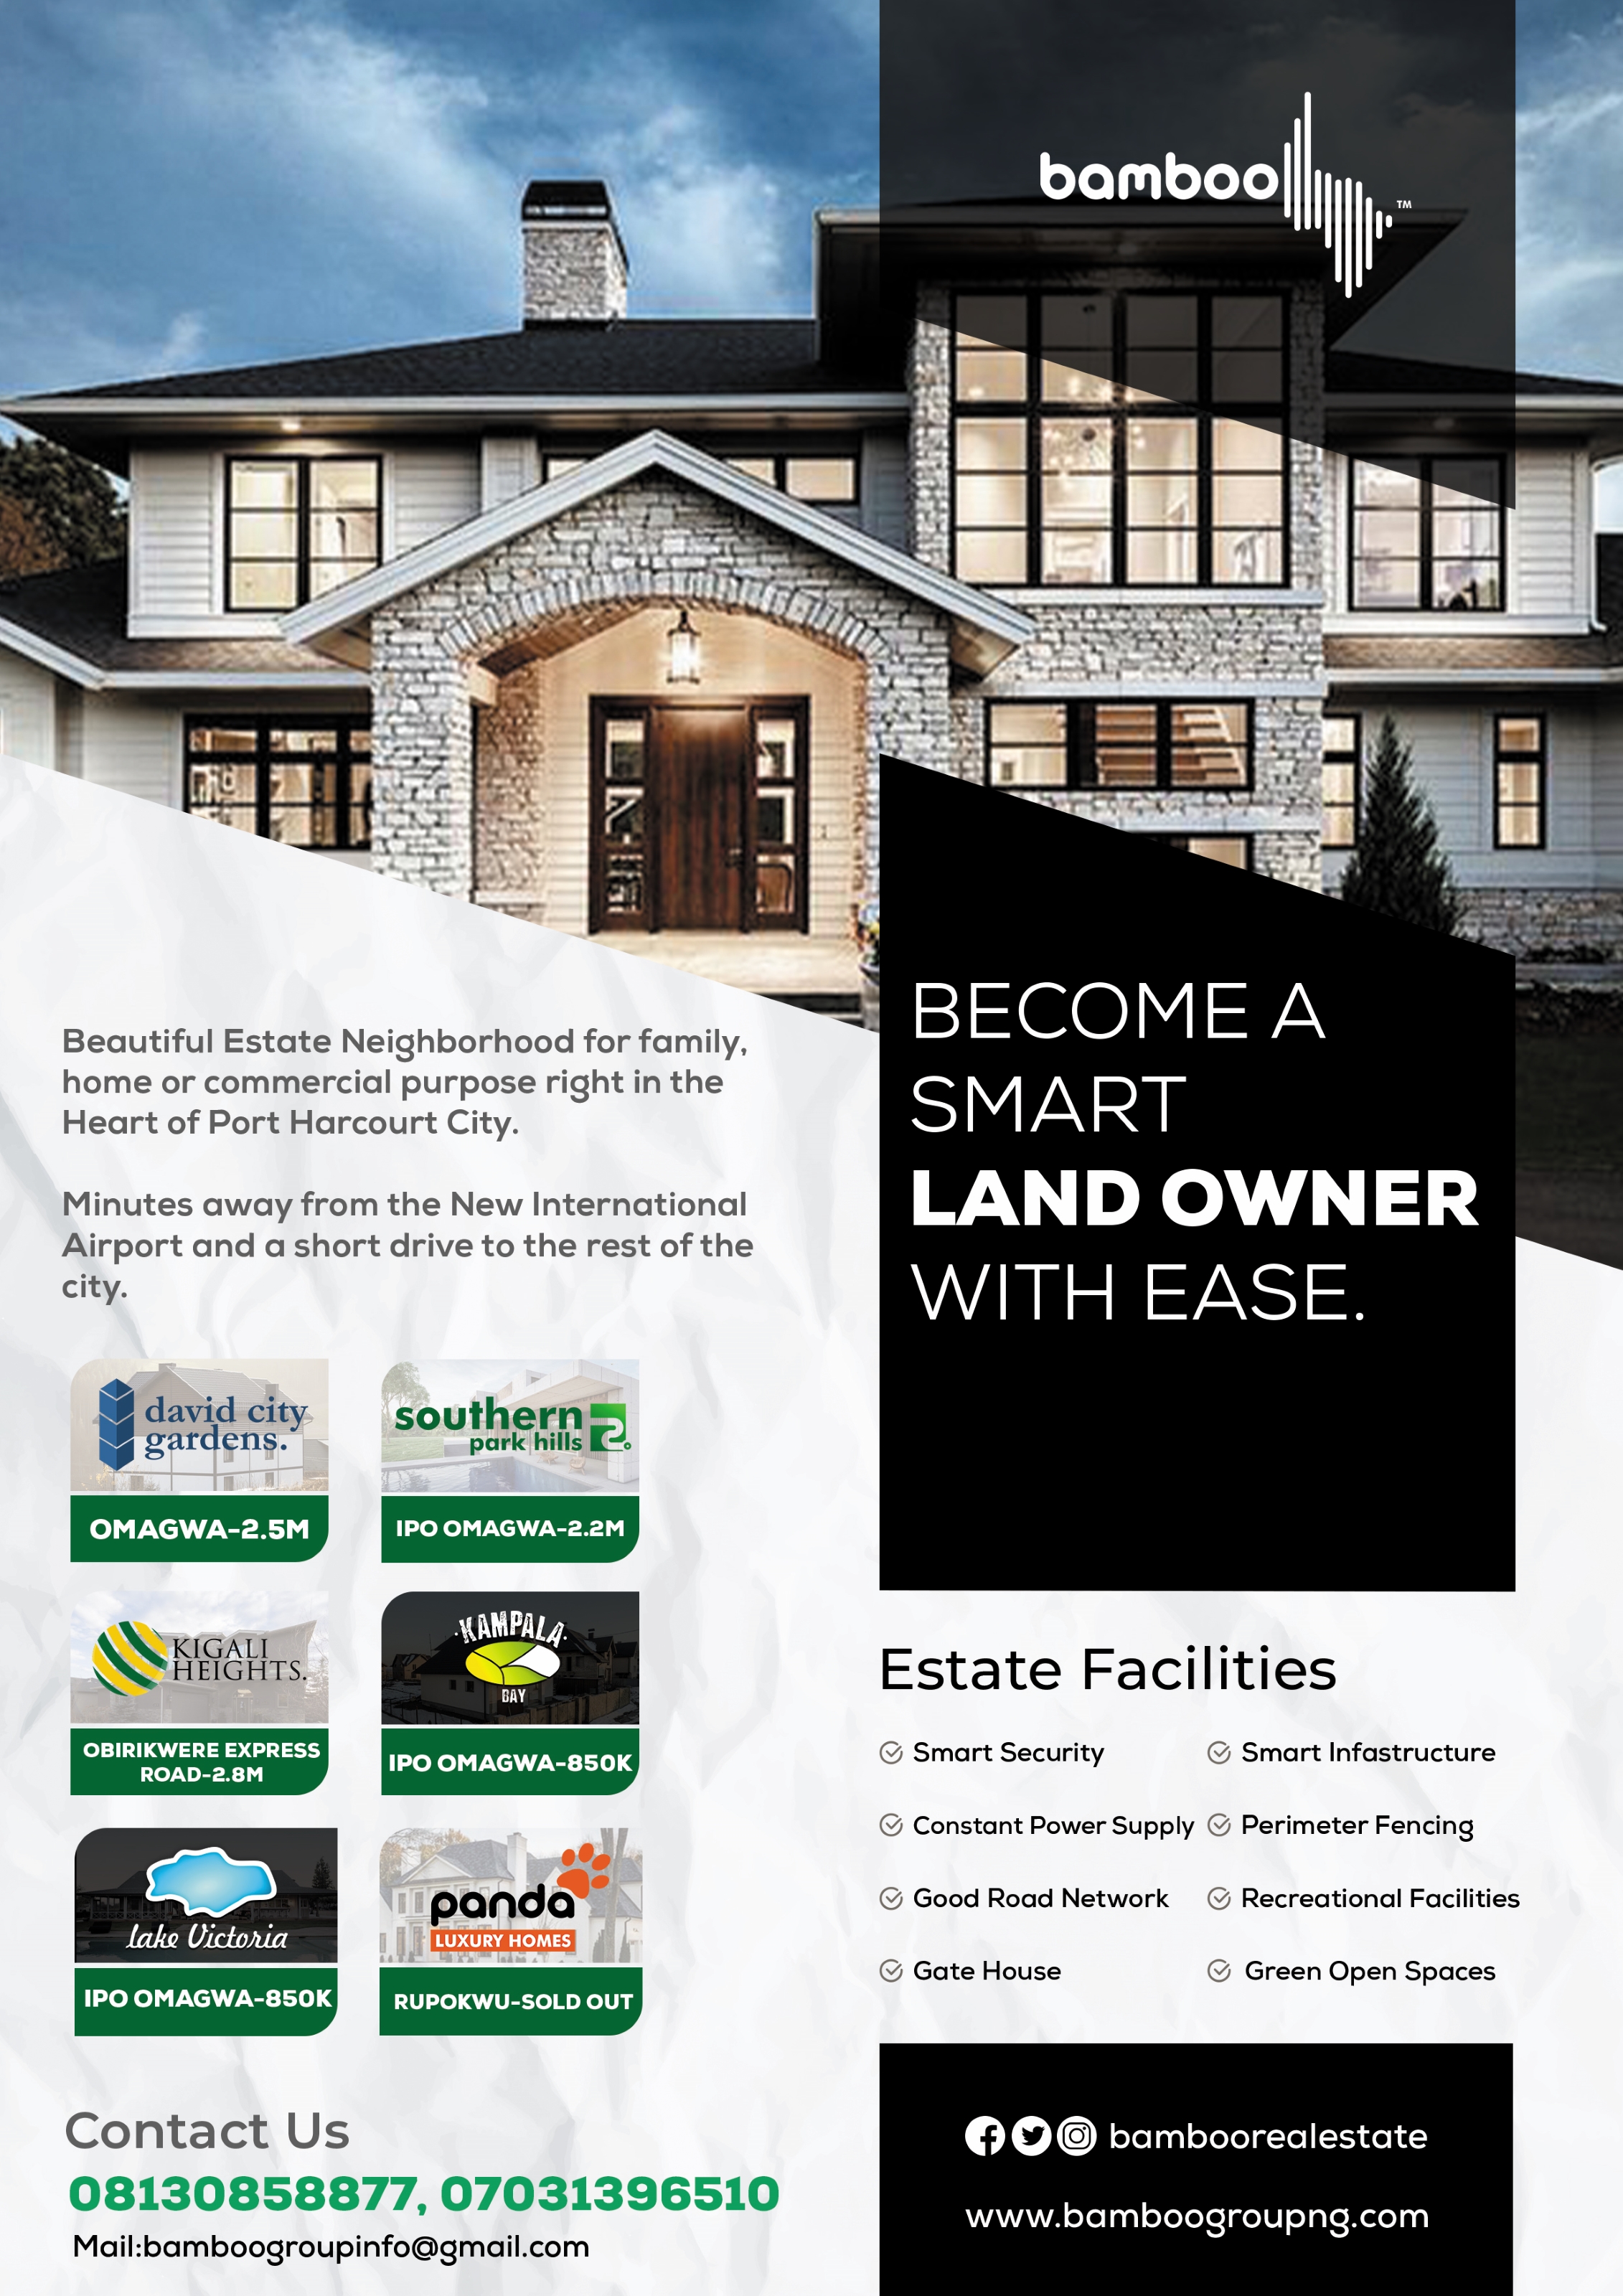 bamboo™
BECOME A
SMART
LAND OWNER
WITH EASE.
Beautiful Estate Neighborhood for family,
home or commercial purpose right in the
Heart of Port Harcourt City.
Minutes away from the New International
Airport and a short drive to the rest of the
city.
david city
gardens.
OMAGWA-2.5M
southern
park hills
IPO OMAGWA-2.2M
KIGALI
HEIGHTS.
OBIRIKWERE EXPRESS
ROAD-2.8M
·KAMPALA·
BAY
IPO OMAGWA-850K
lake Victoria
IPO OMAGWA-850K
panda
LUXURY HOMES
RUPOKWU-SOLD OUT
Estate Facilities
Smart Security
Smart Infastructure
Constant Power Supply
Perimeter Fencing
Good Road Network
Recreational Facilities
Gate House
Green Open Spaces
Contact Us
08130858877, 07031396510
Mail:bamboogroupinfo@gmail.com
bamboorealestate
www.bamboogroupng.com